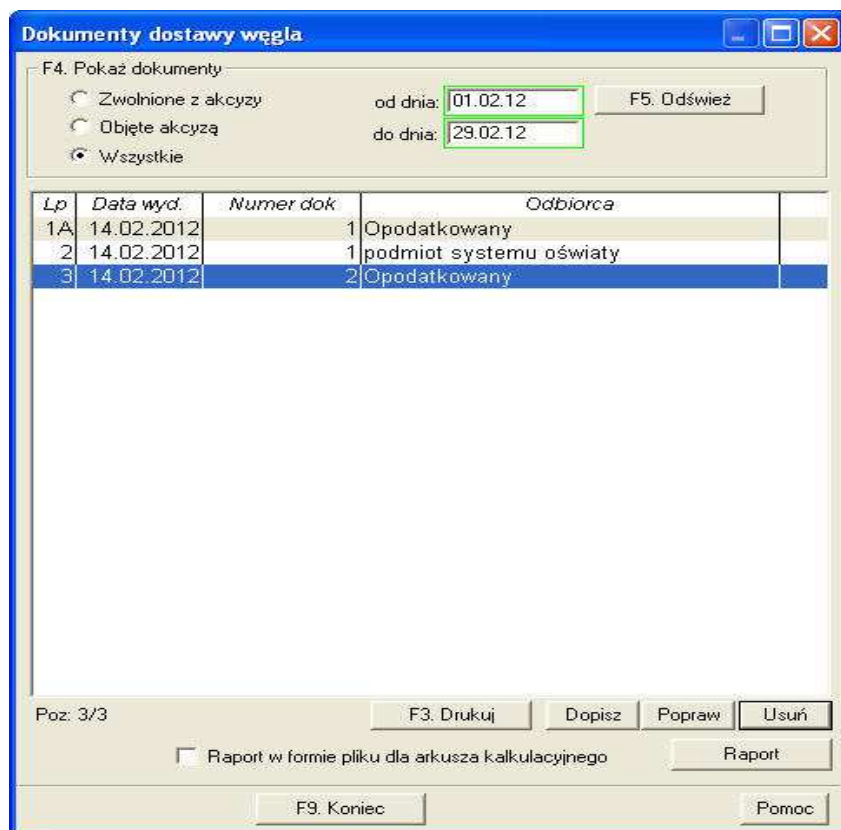 Dokumenty dostawy węgla
F4. Pokaż dokumenty
Zwolnione z akcyzy
od dnia: 01.02.12
F5. Odśwież
Objęte akcyzą
do dnia: 29.02.12
Wszystkie
Lp Data wyd. Numer dok Odbiorca
1A 14.02.2012 1 Opodatkowany
2 14.02.2012 1 podmiot systemu oświaty
3 14.02.2012 2 Opodatkowany
Poz: 3/3
F3. Drukuj Dopisz Popraw Usuń
Raport w formie pliku dla arkusza kalkulacyjnego Raport
F9. Koniec Pomoc